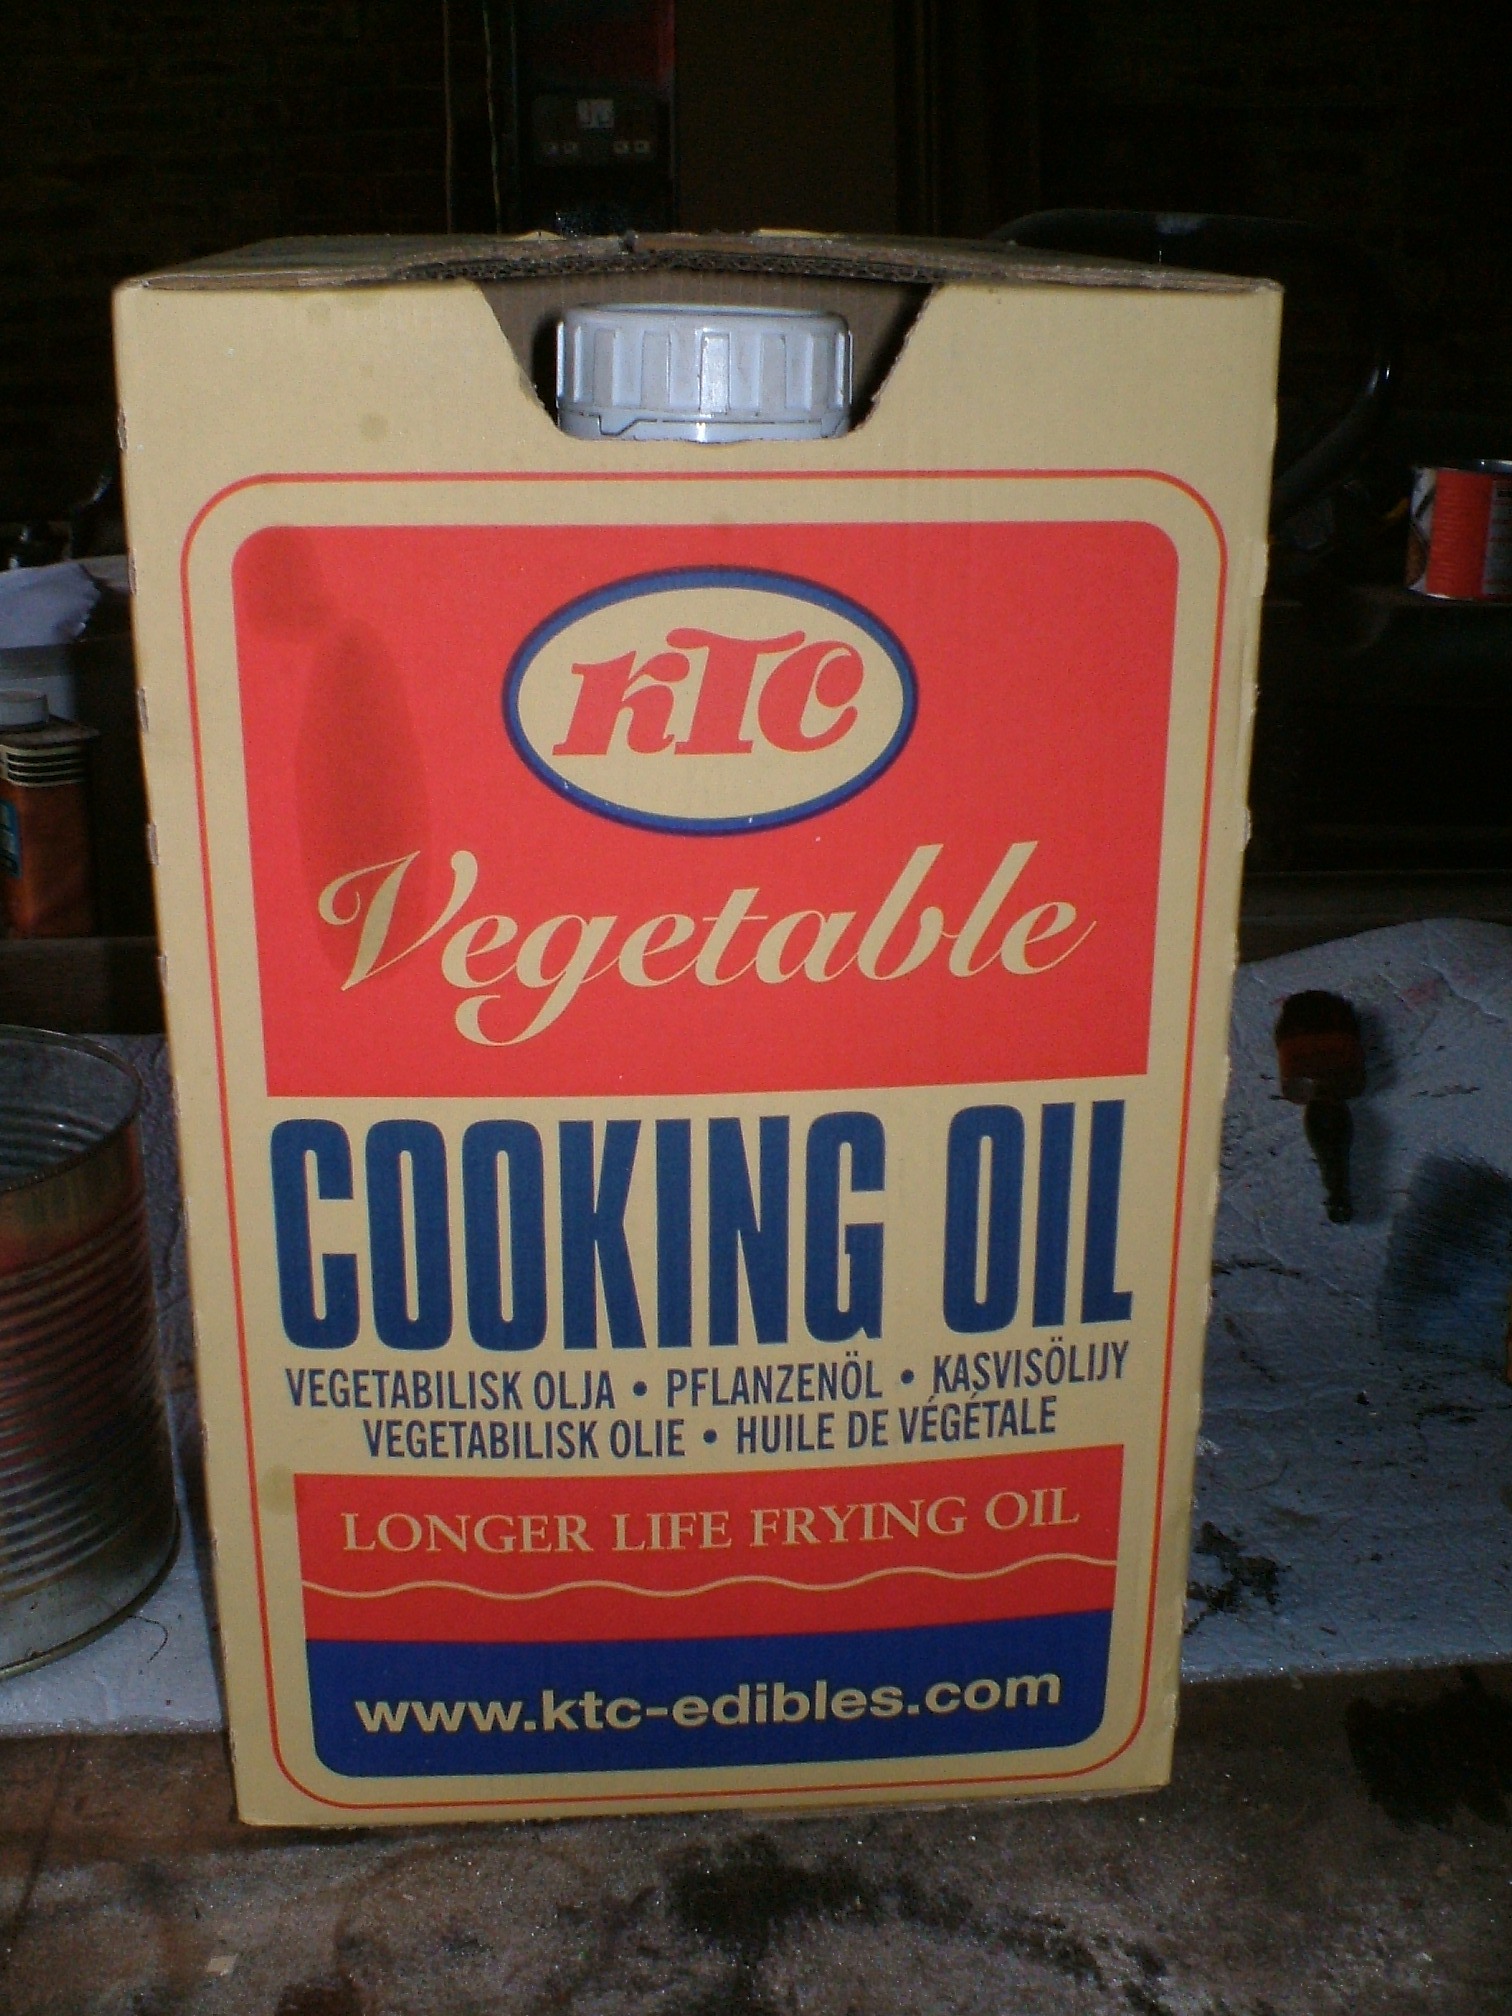 KTC
Vegetable
COOKING OIL
VEGETABILISK OLJA • PFLANZENÖL • KASVISÖLIJY
VEGETABILISK OLIE • HUILE DE VÉGÉTALE
LONGER LIFE FRYING OIL
www.ktc-edibles.com